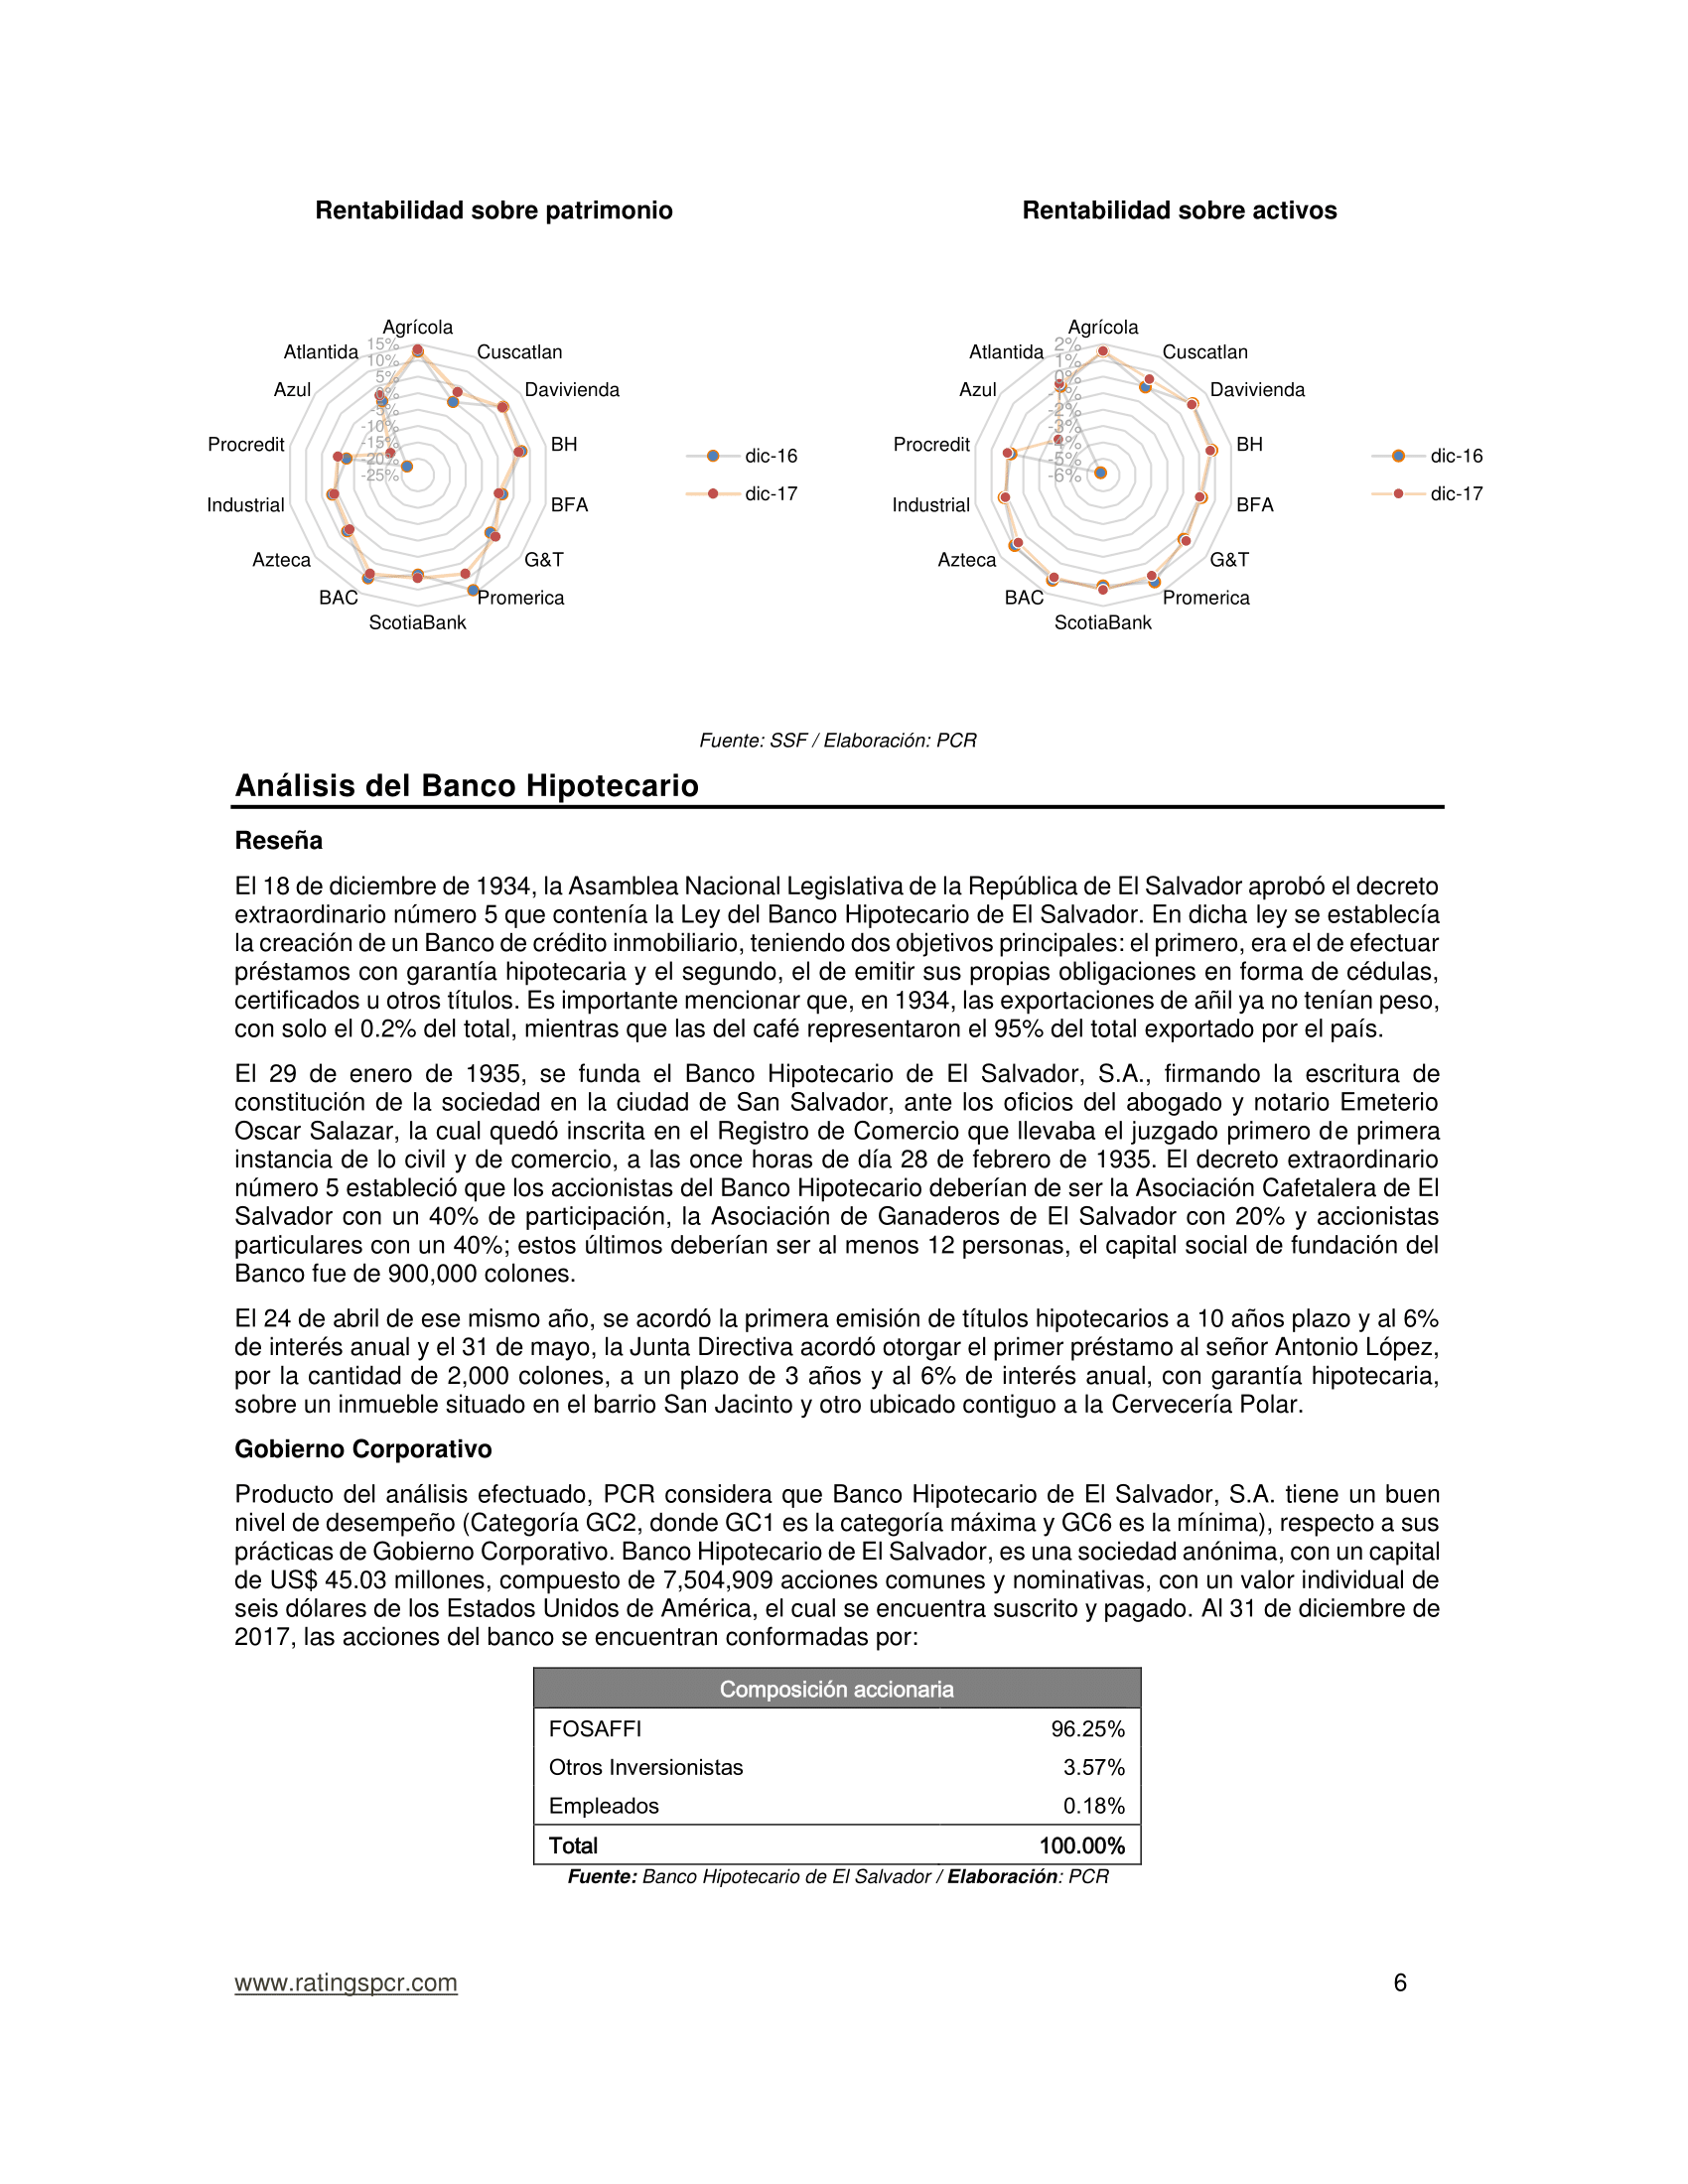 Rentabilidad sobre patrimonio
Agrícola
Cuscatlan
Davivienda
BH
BFA
G&T
Promerica
ScotiaBank
BAC
Azteca
Industrial
Procredit
Azul
Atlantida
15%
10%
5%
0%
-5%
-10%
-15%
-20%
-25%
dic-16
dic-17
Rentabilidad sobre activos
Agrícola
Cuscatlan
Davivienda
BH
BFA
G&T
Promerica
ScotiaBank
BAC
Azteca
Industrial
Procredit
Azul
Atlantida
2%
1%
0%
-1%
-2%
-3%
-4%
-5%
-6%
dic-16
dic-17
Fuente: SSF / Elaboración: PCR
Análisis del Banco Hipotecario
Reseña
El 18 de diciembre de 1934, la Asamblea Nacional Legislativa de la República de El Salvador aprobó el decreto
extraordinario número 5 que contenía la Ley del Banco Hipotecario de El Salvador. En dicha ley se establecía
la creación de un Banco de crédito inmobiliario, teniendo dos objetivos principales: el primero, era el de efectuar
préstamos con garantía hipotecaria y el segundo, el de emitir sus propias obligaciones en forma de cédulas,
certificados u otros títulos. Es importante mencionar que, en 1934, las exportaciones de añil ya no tenían peso,
con solo el 0.2% del total, mientras que las del café representaron el 95% del total exportado por el país.
El 29 de enero de 1935, se funda el Banco Hipotecario de El Salvador, S.A., firmando la escritura de
constitución de la sociedad en la ciudad de San Salvador, ante los oficios del abogado y notario Emeterio
Oscar Salazar, la cual quedó inscrita en el Registro de Comercio que llevaba el juzgado primero de primera
instancia de lo civil y de comercio, a las once horas de día 28 de febrero de 1935. El decreto extraordinario
número 5 estableció que los accionistas del Banco Hipotecario deberían de ser la Asociación Cafetalera de El
Salvador con un 40% de participación, la Asociación de Ganaderos de El Salvador con 20% y accionistas
particulares con un 40%; estos últimos deberían ser al menos 12 personas, el capital social de fundación del
Banco fue de 900,000 colones.
El 24 de abril de ese mismo año, se acordó la primera emisión de títulos hipotecarios a 10 años plazo y al 6%
de interés anual y el 31 de mayo, la Junta Directiva acordó otorgar el primer préstamo al señor Antonio López,
por la cantidad de 2,000 colones, a un plazo de 3 años y al 6% de interés anual, con garantía hipotecaria,
sobre un inmueble situado en el barrio San Jacinto y otro ubicado contiguo a la Cervecería Polar.
Gobierno Corporativo
Producto del análisis efectuado, PCR considera que Banco Hipotecario de El Salvador, S.A. tiene un buen
nivel de desempeño (Categoría GC2, donde GC1 es la categoría máxima y GC6 es la mínima), respecto a sus
prácticas de Gobierno Corporativo. Banco Hipotecario de El Salvador, es una sociedad anónima, con un capital
de US$ 45.03 millones, compuesto de 7,504,909 acciones comunes y nominativas, con un valor individual de
seis dólares de los Estados Unidos de América, el cual se encuentra suscrito y pagado. Al 31 de diciembre de
2017, las acciones del banco se encuentran conformadas por:
Composición accionaria
FOSAFFI 96.25%
Otros Inversionistas 3.57%
Empleados 0.18%
Total 100.00%
Fuente: Banco Hipotecario de El Salvador / Elaboración: PCR
www.ratingspcr.com 6